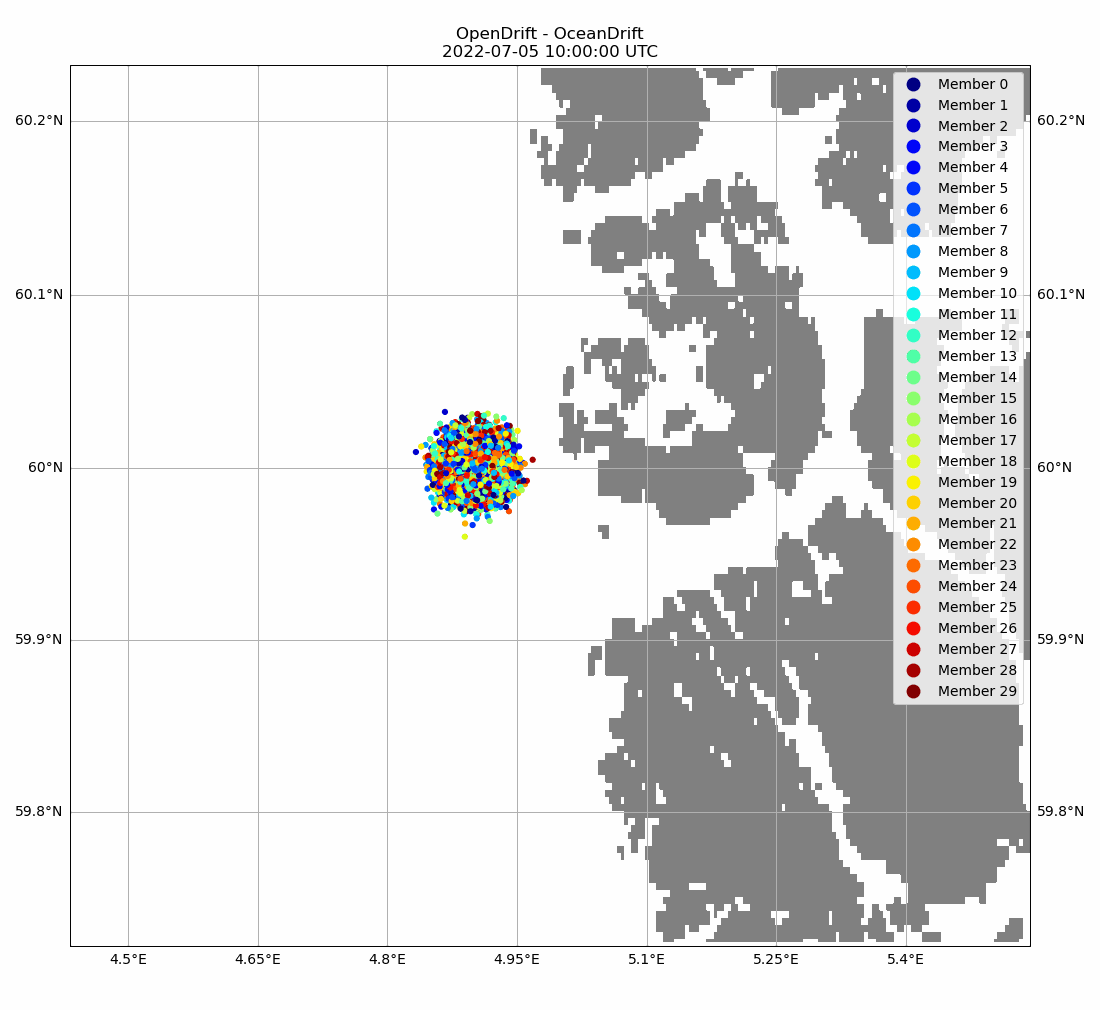 OpenDrift - OceanDrift
2022-07-05 10:00:00 UTC
60.2°N
60.1°N
60°N
59.9°N
59.8°N
60.2°N
60.1°N
60°N
59.9°N
59.8°N
4.5°E
4.65°E
4.8°E
4.95°E
5.1°E
5.25°E
5.4°E
Member 0
Member 1
Member 2
Member 3
Member 4
Member 5
Member 6
Member 7
Member 8
Member 9
Member 10
Member 11
Member 12
Member 13
Member 14
Member 15
Member 16
Member 17
Member 18
Member 19
Member 20
Member 21
Member 22
Member 23
Member 24
Member 25
Member 26
Member 27
Member 28
Member 29